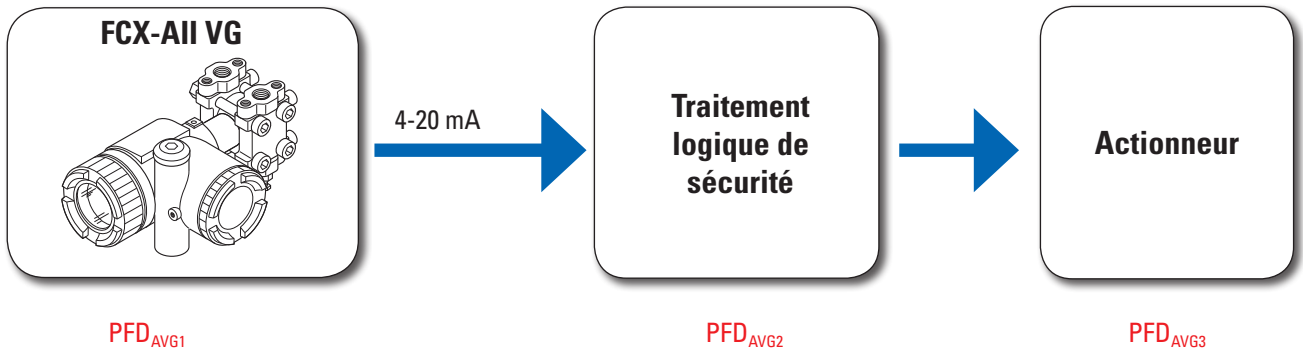 FCX-AII VG
4-20 mA
Traitement
logique de
sécurité
Actionneur
PFDAVG1
PFDAVG2
PFDAVG3